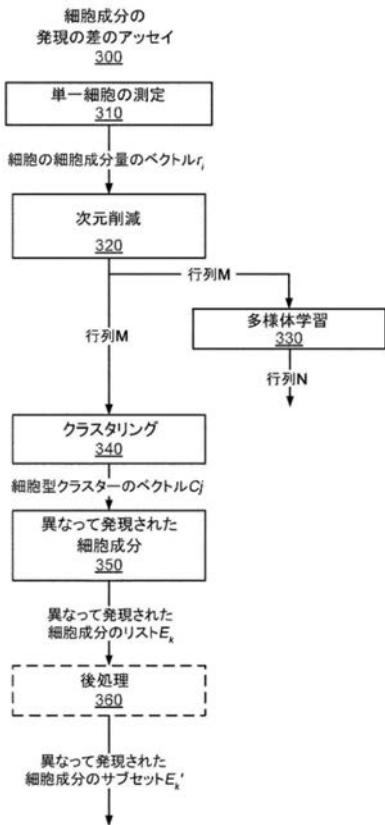 細胞成分の
発現の差のアッセイ
300
単一細胞の測定
310
細胞の細胞成分量のベクトルri
次元削減
320
行列M
多様体学習
330
行列M
行列N
クラスタリング
340
細胞型クラスターのベクトルCj
異なって発現された
細胞成分
350
異なって発現された
細胞成分のリストEk
後処理
360
異なって発現された
細胞成分のサブセットEk'